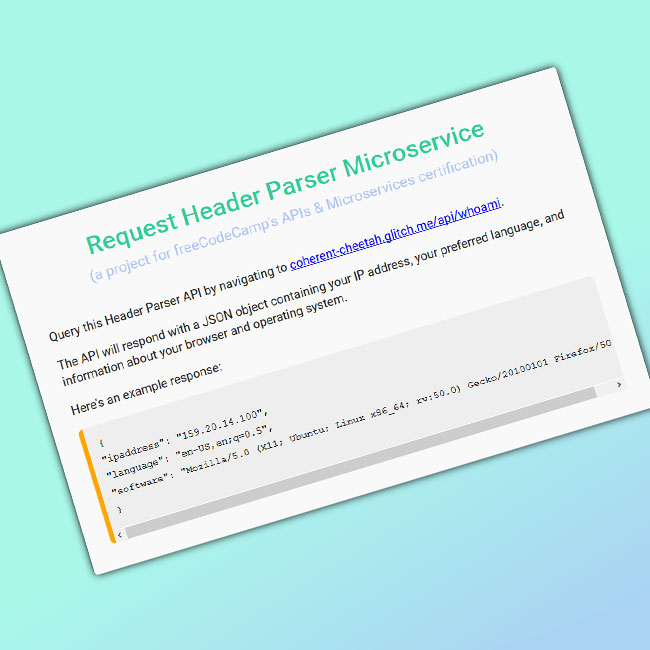 Request Header Parser Microservice
(a project for freeCodeCamp's APIs & Microservices certification)
Query this Header Parser API by navigating to coherent-cheetah.glitch.me/api/whoami.
The API will respond with a JSON object containing your IP address, your preferred language, and
information about your browser and operating system.
Here's an example response:
{
"ipaddress": "159.20.14.100",
"language": "en-US,en;q=0.5",
"software": "Mozilla/5.0 (X11; Ubuntu; Linux x86_64; rv:50.0) Gecko/20100101 Firefox/50
}